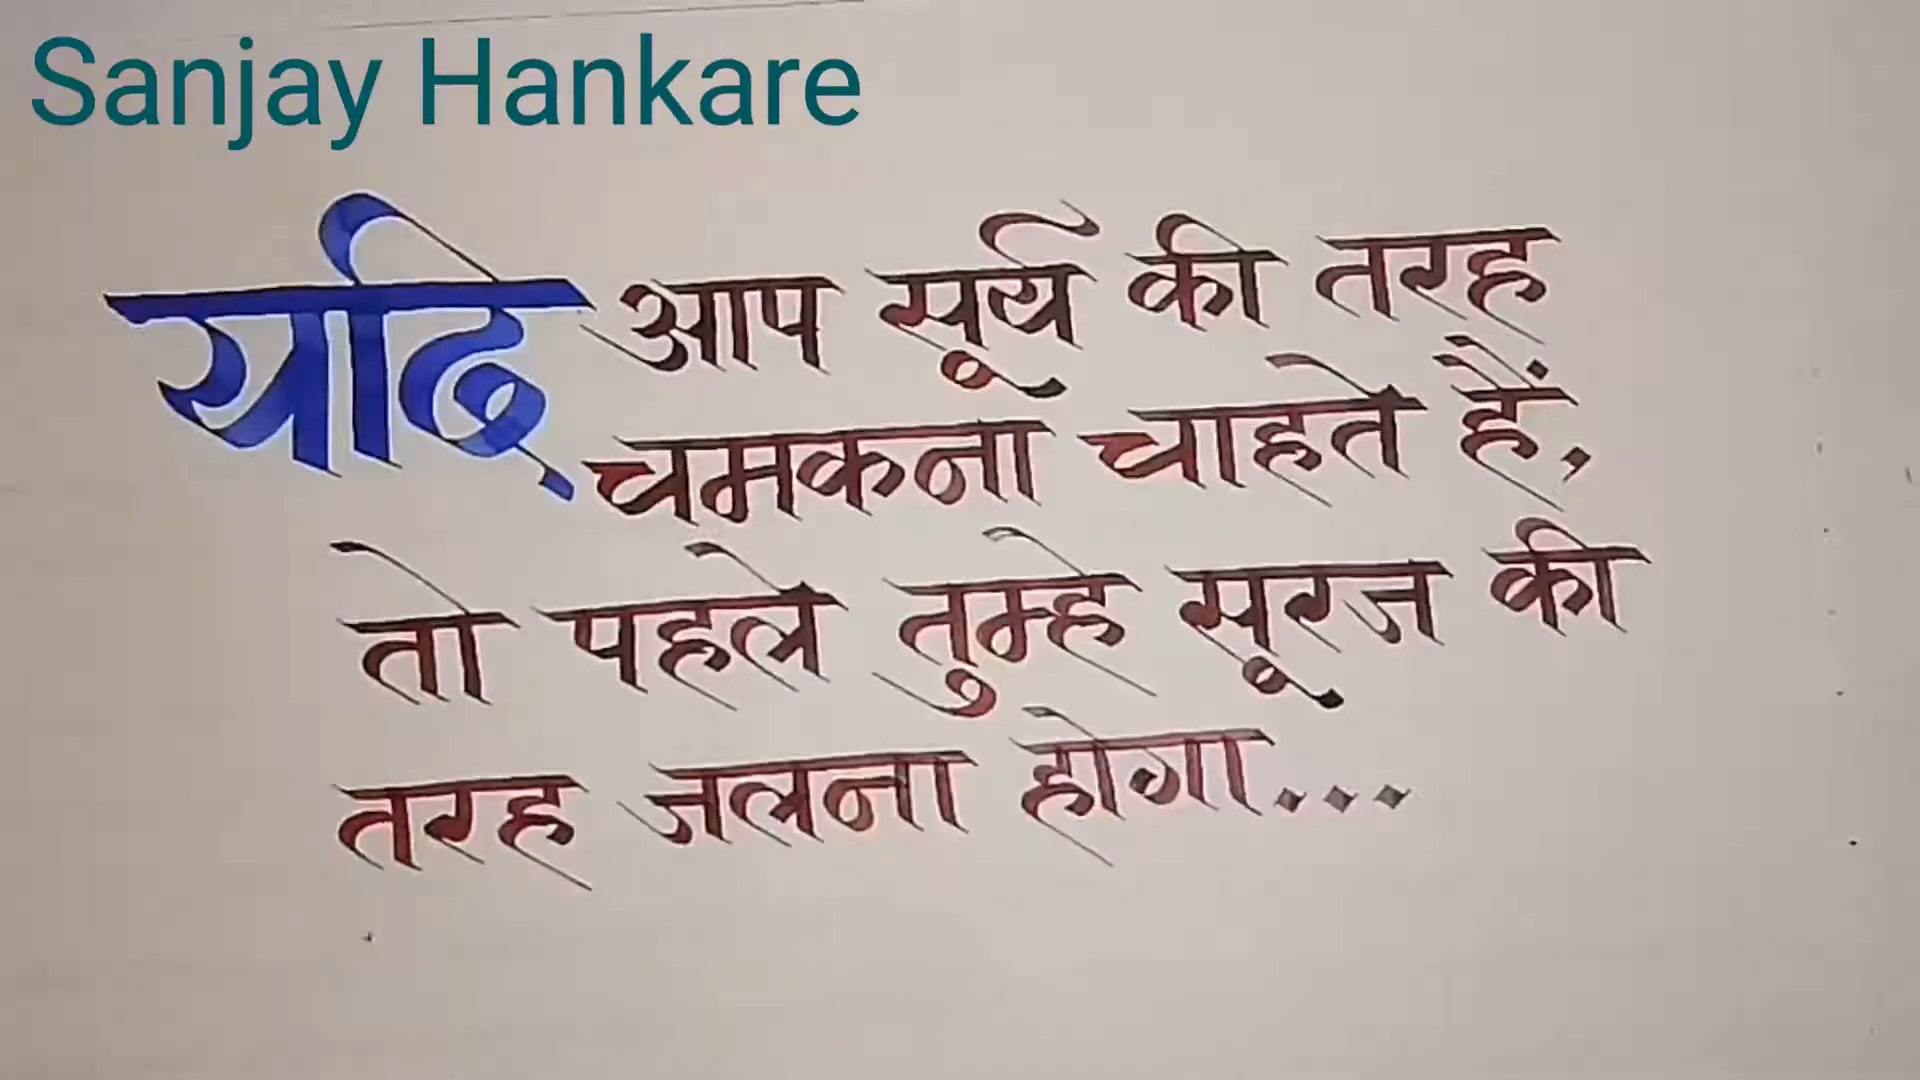 Sanjay Hankare
यदि आप सूर्य की तरह
चमकना चाहते हैं,
तो पहले तुम्हे सूरज की
तरह जलना होगा...